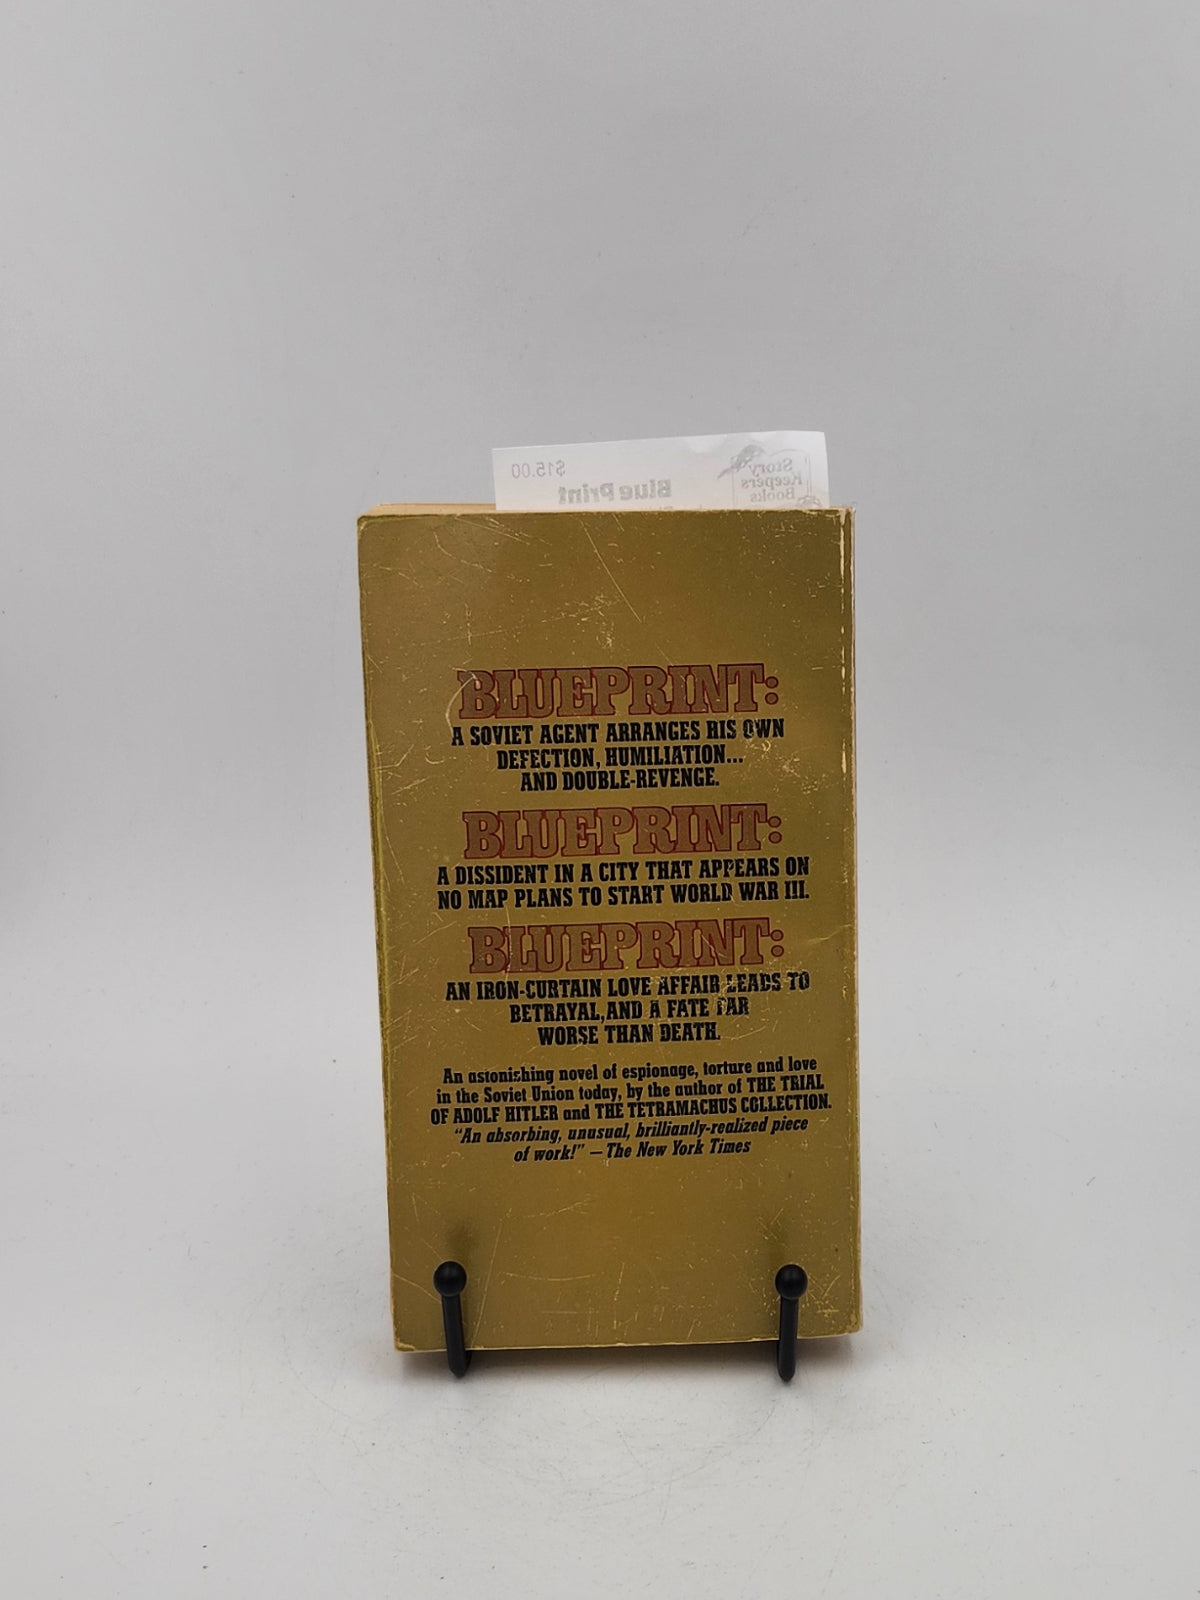 $15.00
Story
Keepers
Books
Blue Print
BLUEPRINT:
A SOVIET AGENT ARRANGES HIS OWN
DEFECTION, HUMILIATION...
AND DOUBLE-REVENGE.
BLUEPRINT:
A DISSIDENT IN A CITY THAT APPEARS ON
NO MAP PLANS TO START WORLD WAR III.
BLUEPRINT:
AN IRON-CURTAIN LOVE AFFAIR LEADS TO
BETRAYAL, AND A FATE FAR
WORSE THAN DEATH.
An astonishing novel of espionage, torture and love
in the Soviet Union today, by the author of THE TRIAL
OF ADOLF HITLER and THE TETRAMACHUS COLLECTION.
"An absorbing, unusual, brilliantly-realized piece
of work!" — The New York Times